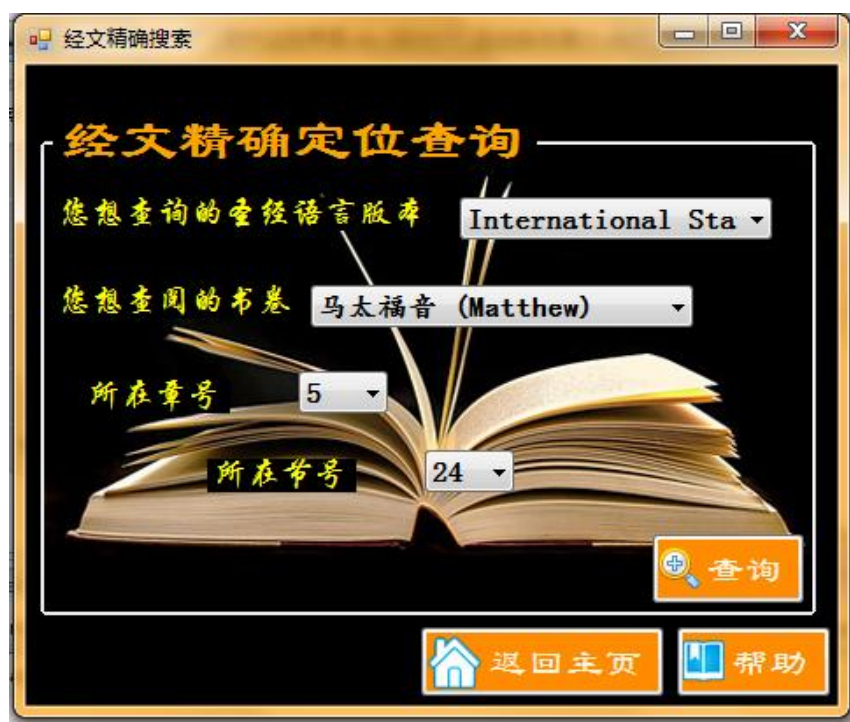 经文精确搜索
经文精确定位查询
您想查询的圣经语言版本 International Sta
您想查阅的书卷 马太福音 (Matthew)
所在章号 5
所在节号 24
查询
返回主页 帮助